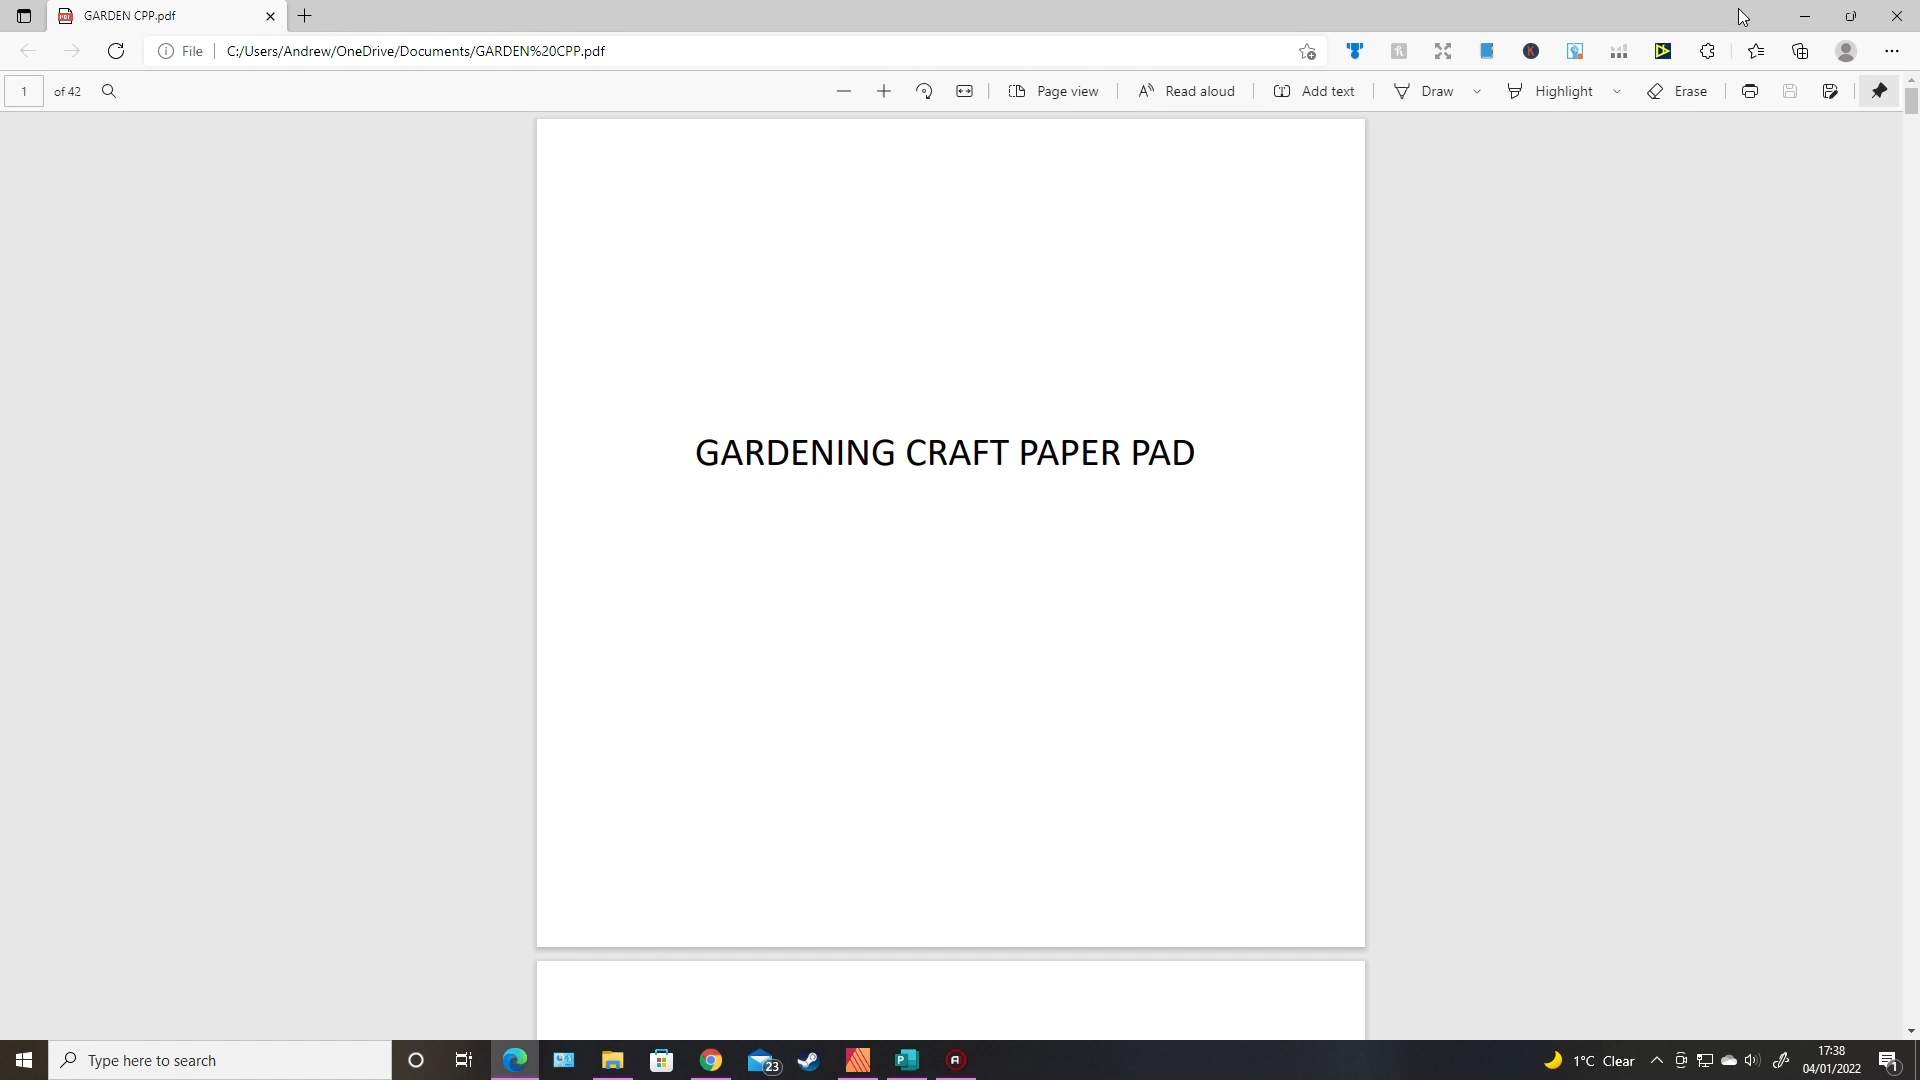 GARDEN CPP.pdf
File
C:/Users/Andrew/OneDrive/Documents/GARDEN%20CPP.pdf
1 of 42
Page view
Read aloud
Add text
Draw
Highlight
Erase
GARDENING CRAFT PAPER PAD
Type here to search
23
1°C Clear
17:38
04/01/2022
1